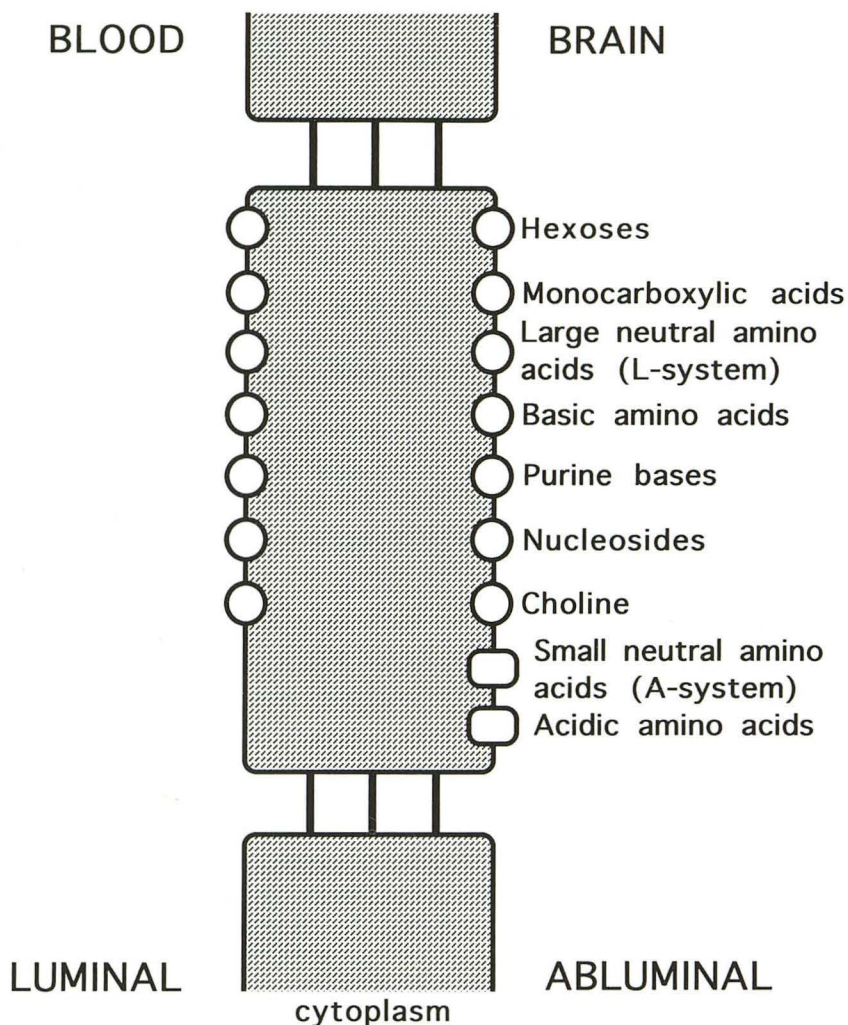 BLOOD
BRAIN
Hexoses
Monocarboxylic acids
Large neutral amino
acids (L-system)
Basic amino acids
Purine bases
Nucleosides
Choline
Small neutral amino
acids (A-system)
Acidic amino acids
LUMINAL
ABLUMINAL
cytoplasm